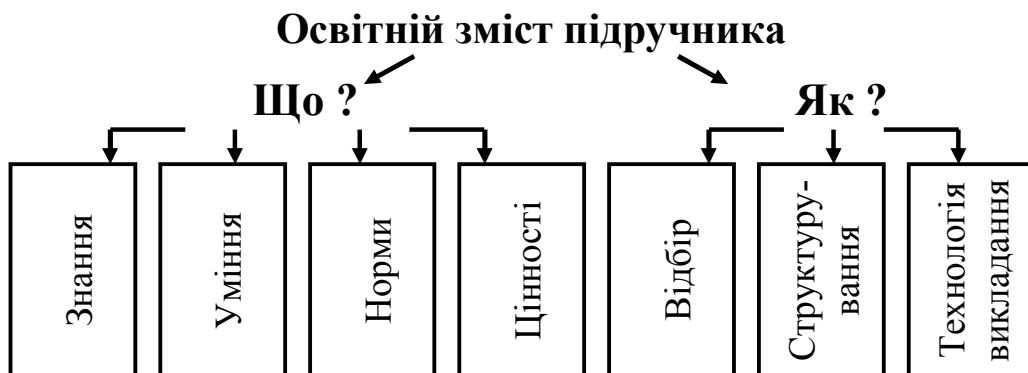 Освітній зміст підручника
Що ?
Як ?
Знання
Уміння
Норми
Цінності
Відбір
Структуру-
вання
Технологія
викладання